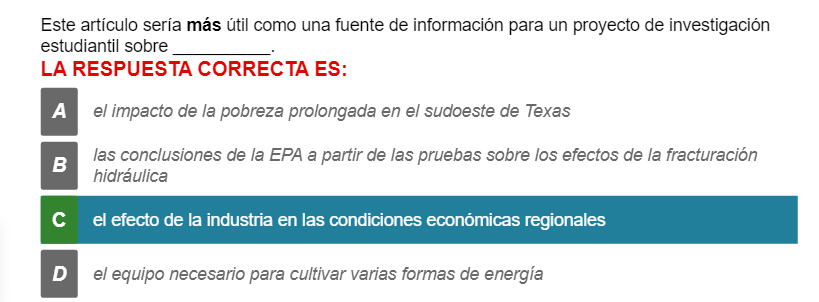 Este artículo sería más útil como una fuente de información para un proyecto de investigación
estudiantil sobre __________.
LA RESPUESTA CORRECTA ES:
A el impacto de la pobreza prolongada en el sudoeste de Texas
B las conclusiones de la EPA a partir de las pruebas sobre los efectos de la fracturación
hidráulica
C el efecto de la industria en las condiciones económicas regionales
D el equipo necesario para cultivar varias formas de energía